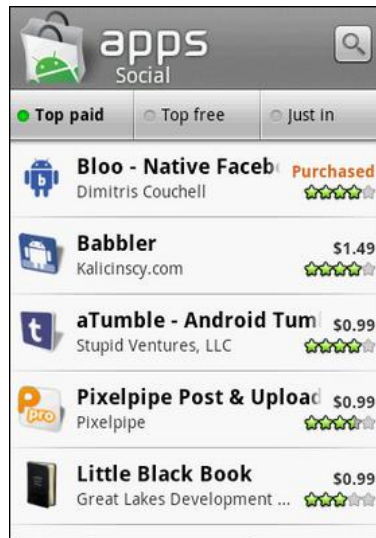 apps
Social
Top paid
Top free
Just in
b
Bloo - Native Faceb
Purchased
Dimitris Couchell
Babbler
$1.49
Kalicinscy.com
t
aTumble - Android Tum
$0.99
Stupid Ventures, LLC
P
pro
Pixelpipe Post & Upload
$0.99
Pixelpipe
Little Black Book
$0.99
Great Lakes Development ...